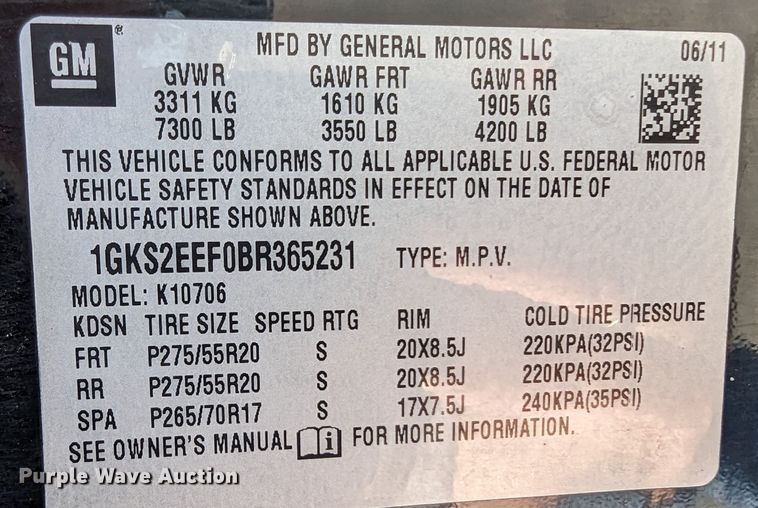 GM ® MFD BY GENERAL MOTORS LLC 06/11
GVWR GAWR FRT GAWR RR
3311 KG 1610 KG 1905 KG
7300 LB 3550 LB 4200 LB
THIS VEHICLE CONFORMS TO ALL APPLICABLE U.S. FEDERAL MOTOR
VEHICLE SAFETY STANDARDS IN EFFECT ON THE DATE OF
MANUFACTURE SHOWN ABOVE.
1GKS2EEF0BR365231 TYPE: M.P.V.
MODEL: K10706
KDSN TIRE SIZE SPEED RTG RIM COLD TIRE PRESSURE
FRT P275/55R20 S 20X8.5J 220KPA(32PSI)
RR P275/55R20 S 20X8.5J 220KPA(32PSI)
SPA P265/70R17 S 17X7.5J 240KPA(35PSI)
SEE OWNER'S MANUAL i FOR MORE INFORMATION.
Purple Wave Auction